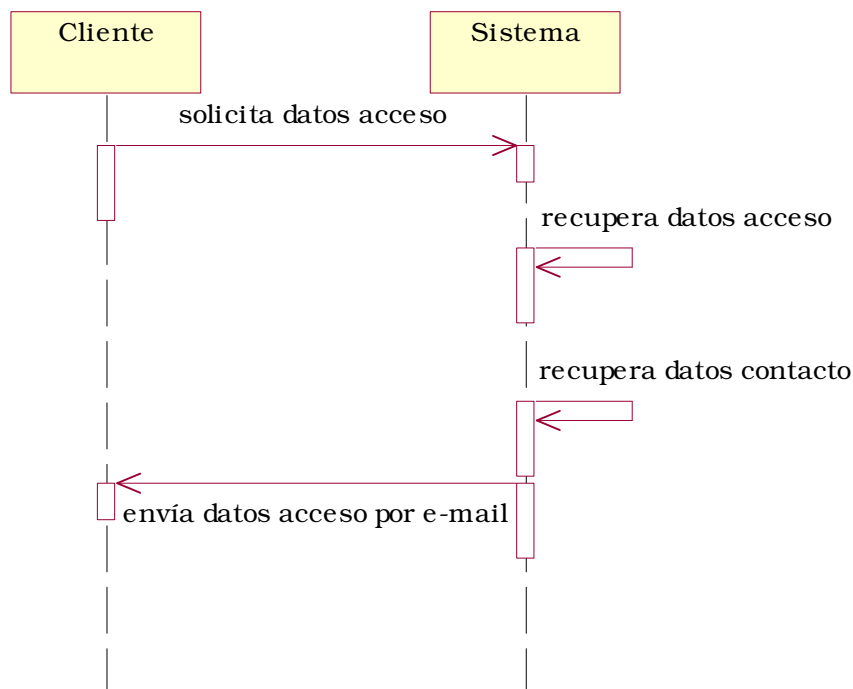 Cliente
Sistema
solicita datos acceso
recupera datos acceso
recupera datos contacto
envía datos acceso por e-mail